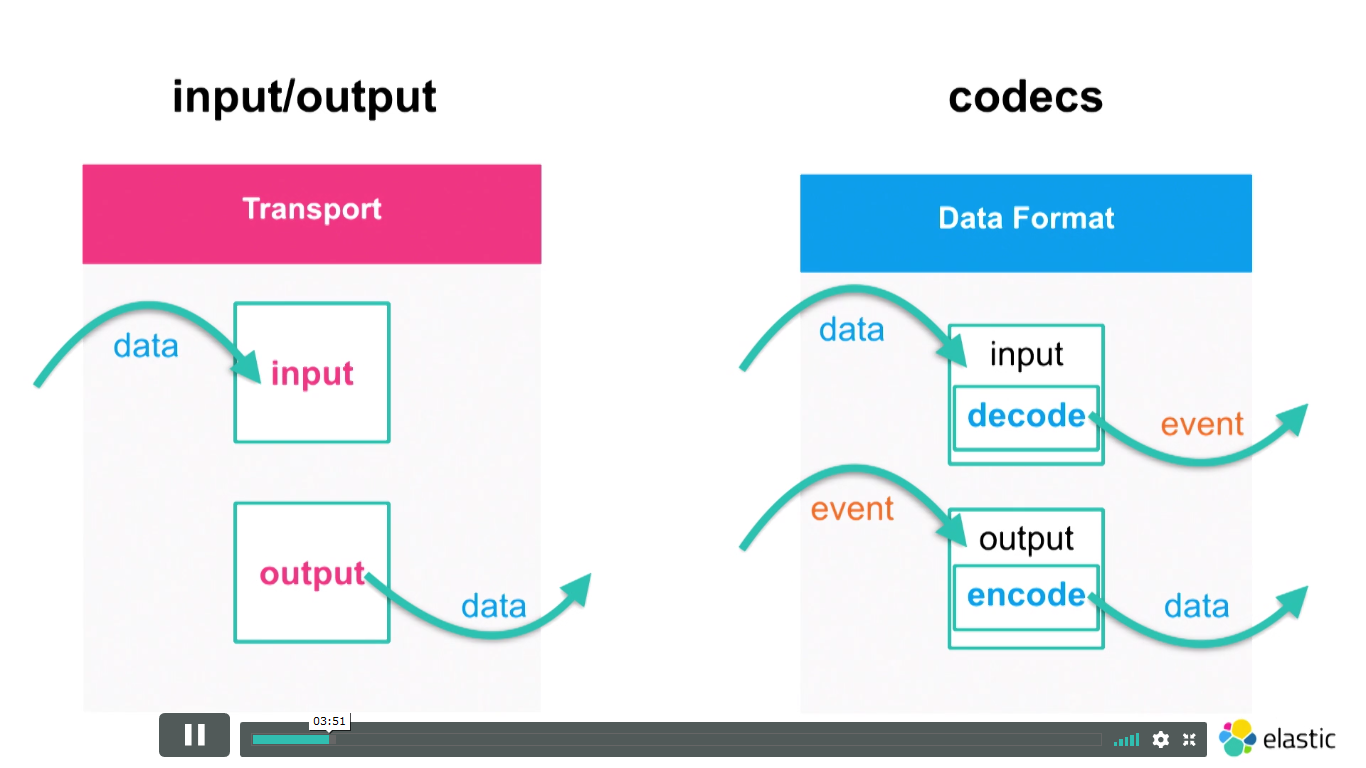 input/output
Transport
data
input
output
data
codecs
Data Format
data
input
decode
event
event
output
encode
data
03:51
elastic